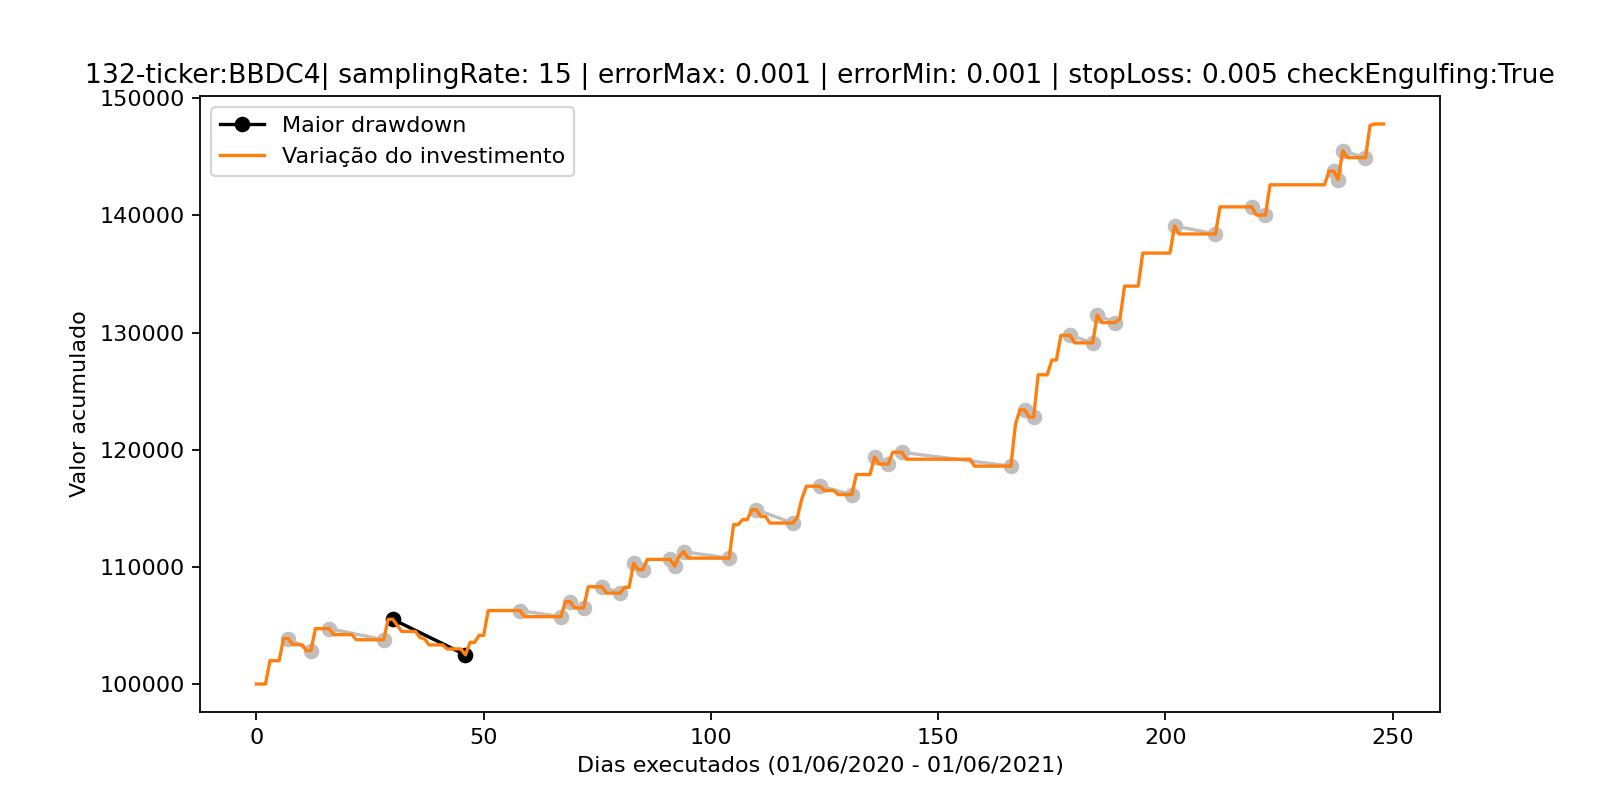 132-ticker:BBDC4| samplingRate: 15 | errorMax: 0.001 | errorMin: 0.001 | stopLoss: 0.005 checkEngulfing:True
Maior drawdown
Variação do investimento
Valor acumulado
150000
140000
130000
120000
110000
100000
0 50 100 150 200 250
Dias executados (01/06/2020 - 01/06/2021)